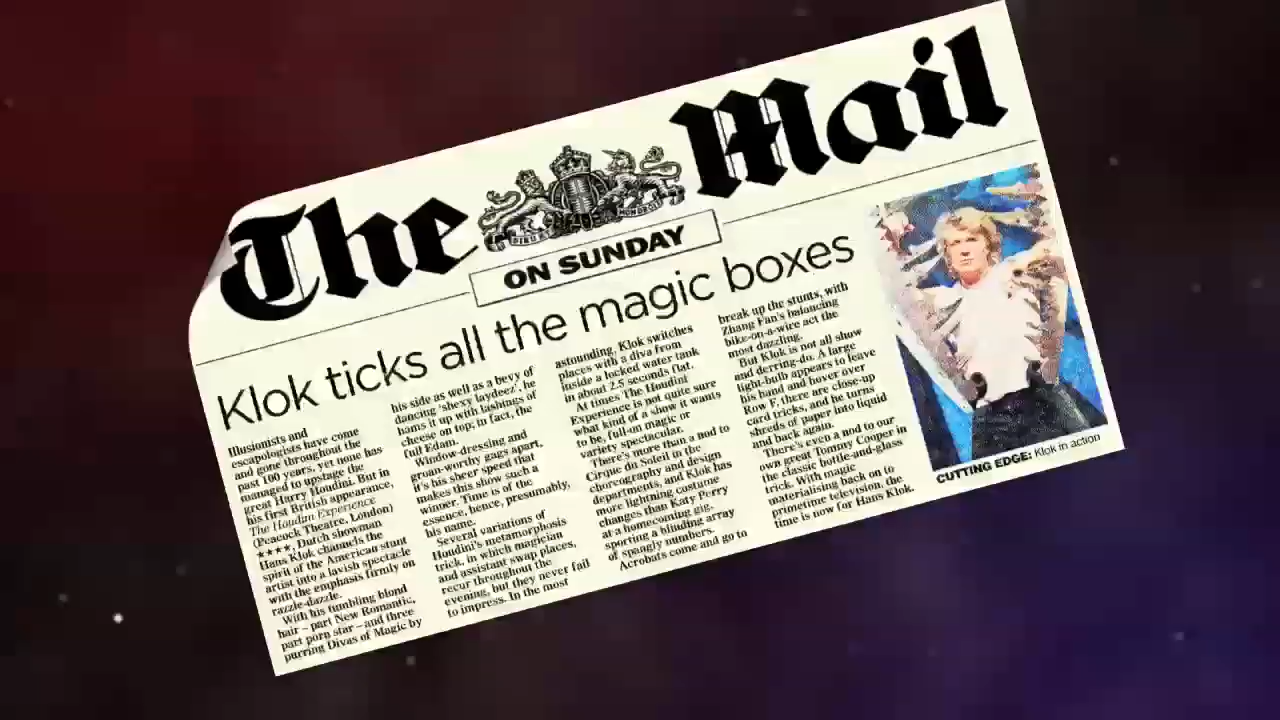 The Mail
ON SUNDAY
Klok ticks all the magic boxes
Illusionists and
escapologists have come
and gone throughout the
past 100 years, yet none has
managed to upstage the
great Harry Houdini. But in
his first British appearance,
The Houdini Experience
(Peacock Theatre, London)
★★★★, Dutch showman
Hans Klok channels the
spirit of the American stunt
artist into a lavish spectacle
with the emphasis firmly on
razzle-dazzle.
With his tumbling blond
hair – part New Romantic,
part porn star – and three
purring Divas of Magic by
his side as well as a bevy of
dancing 'shexy laydeez', he
hams it up with lashings of
cheese on top; in fact, the
full Edam.
Window-dressing and
groan-worthy gags apart,
it's his sheer speed that
makes this show such a
winner. Time is of the
essence, hence, presumably,
his name.
Several variations of
Houdini's metamorphosis
trick, in which magician
and assistant swap places,
recur throughout the
evening, but they never fail
to impress. In the most
astounding, Klok switches
places with a diva from
inside a locked water tank
in about 2.5 seconds flat.
At times The Houdini
Experience is not quite sure
what kind of a show it wants
to be, full-on magic or
variety spectacular.
There's more than a nod to
Cirque du Soleil in the
choreography and design
departments, and Klok has
more lightning costume
changes than Katy Perry
at a homecoming gig,
sporting a blinding array
of spangly numbers.
Acrobats come and go to
break up the stunts, with
Zhang Fan's balancing
bike-on-a-wire act the
most dazzling.
But Klok is not all show
and derring-do. A large
light-bulb appears to leave
his hand and hover over
Row F, there are close-up
card tricks, and he turns
shreds of paper into liquid
and back again.
There's even a nod to our
own great Tommy Cooper in
the classic bottle-and-glass
trick. With magic
materialising back on to
primetime television, the
time is now for Hans Klok.
CUTTING EDGE: Klok in action